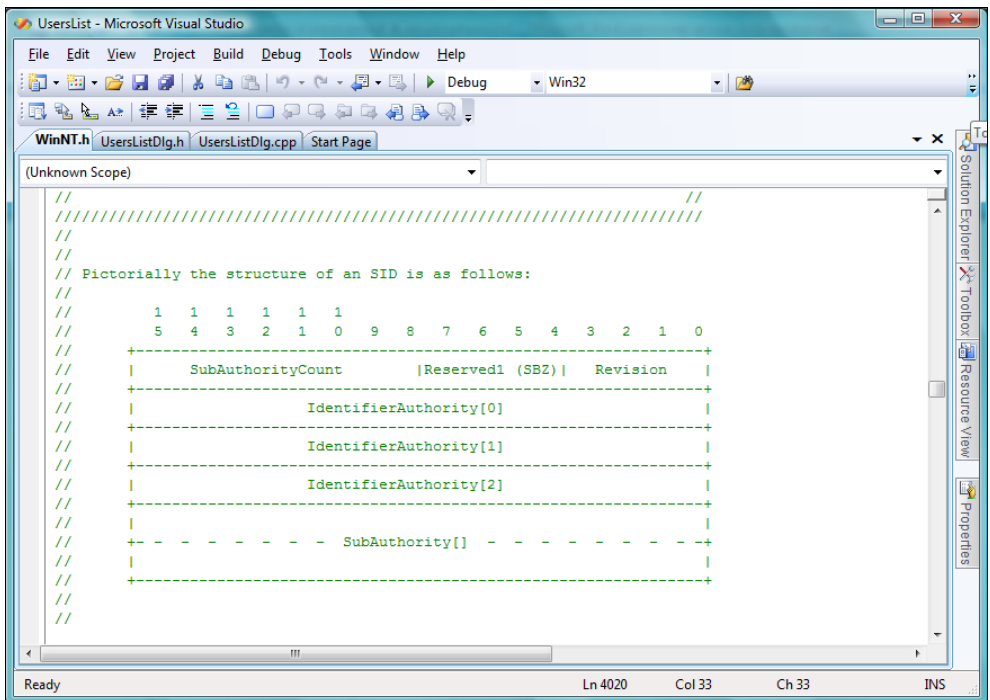 UsersList - Microsoft Visual Studio
File Edit View Project Build Debug Tools Window Help
Debug Win32
WinNT.h UsersListDlg.h UsersListDlg.cpp Start Page
(Unknown Scope)
//                                                                    //
////////////////////////////////////////////////////////////////////////
//
//
// Pictorially the structure of an SID is as follows:
//
//         1   1   1   1   1   1
//         5   4   3   2   1   0   9   8   7   6   5   4   3   2   1   0
//      +---------------------------------------------------------------+
//      |      SubAuthorityCount        |Reserved1 (SBZ)|   Revision    |
//      +---------------------------------------------------------------+
//      |                   IdentifierAuthority[0]                      |
//      +---------------------------------------------------------------+
//      |                   IdentifierAuthority[1]                      |
//      +---------------------------------------------------------------+
//      |                   IdentifierAuthority[2]                      |
//      +---------------------------------------------------------------+
//      |                                                               |
//      +- -  -  -  -  -  -  -  SubAuthority[]  -  -  -  -  -  -  -  - -+
//      |                                                               |
//      +---------------------------------------------------------------+
//
//
Solution Explorer
Toolbox
Resource View
Properties
Ready Ln 4020 Col 33 Ch 33 INS